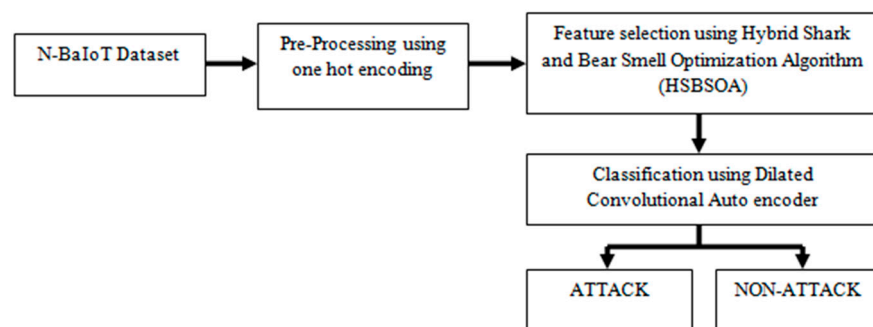 N-BaIoT Dataset
Pre-Processing using
one hot encoding
Feature selection using Hybrid Shark
and Bear Smell Optimization Algorithm
(HSBSOA)
Classification using Dilated
Convolutional Auto encoder
ATTACK
NON-ATTACK